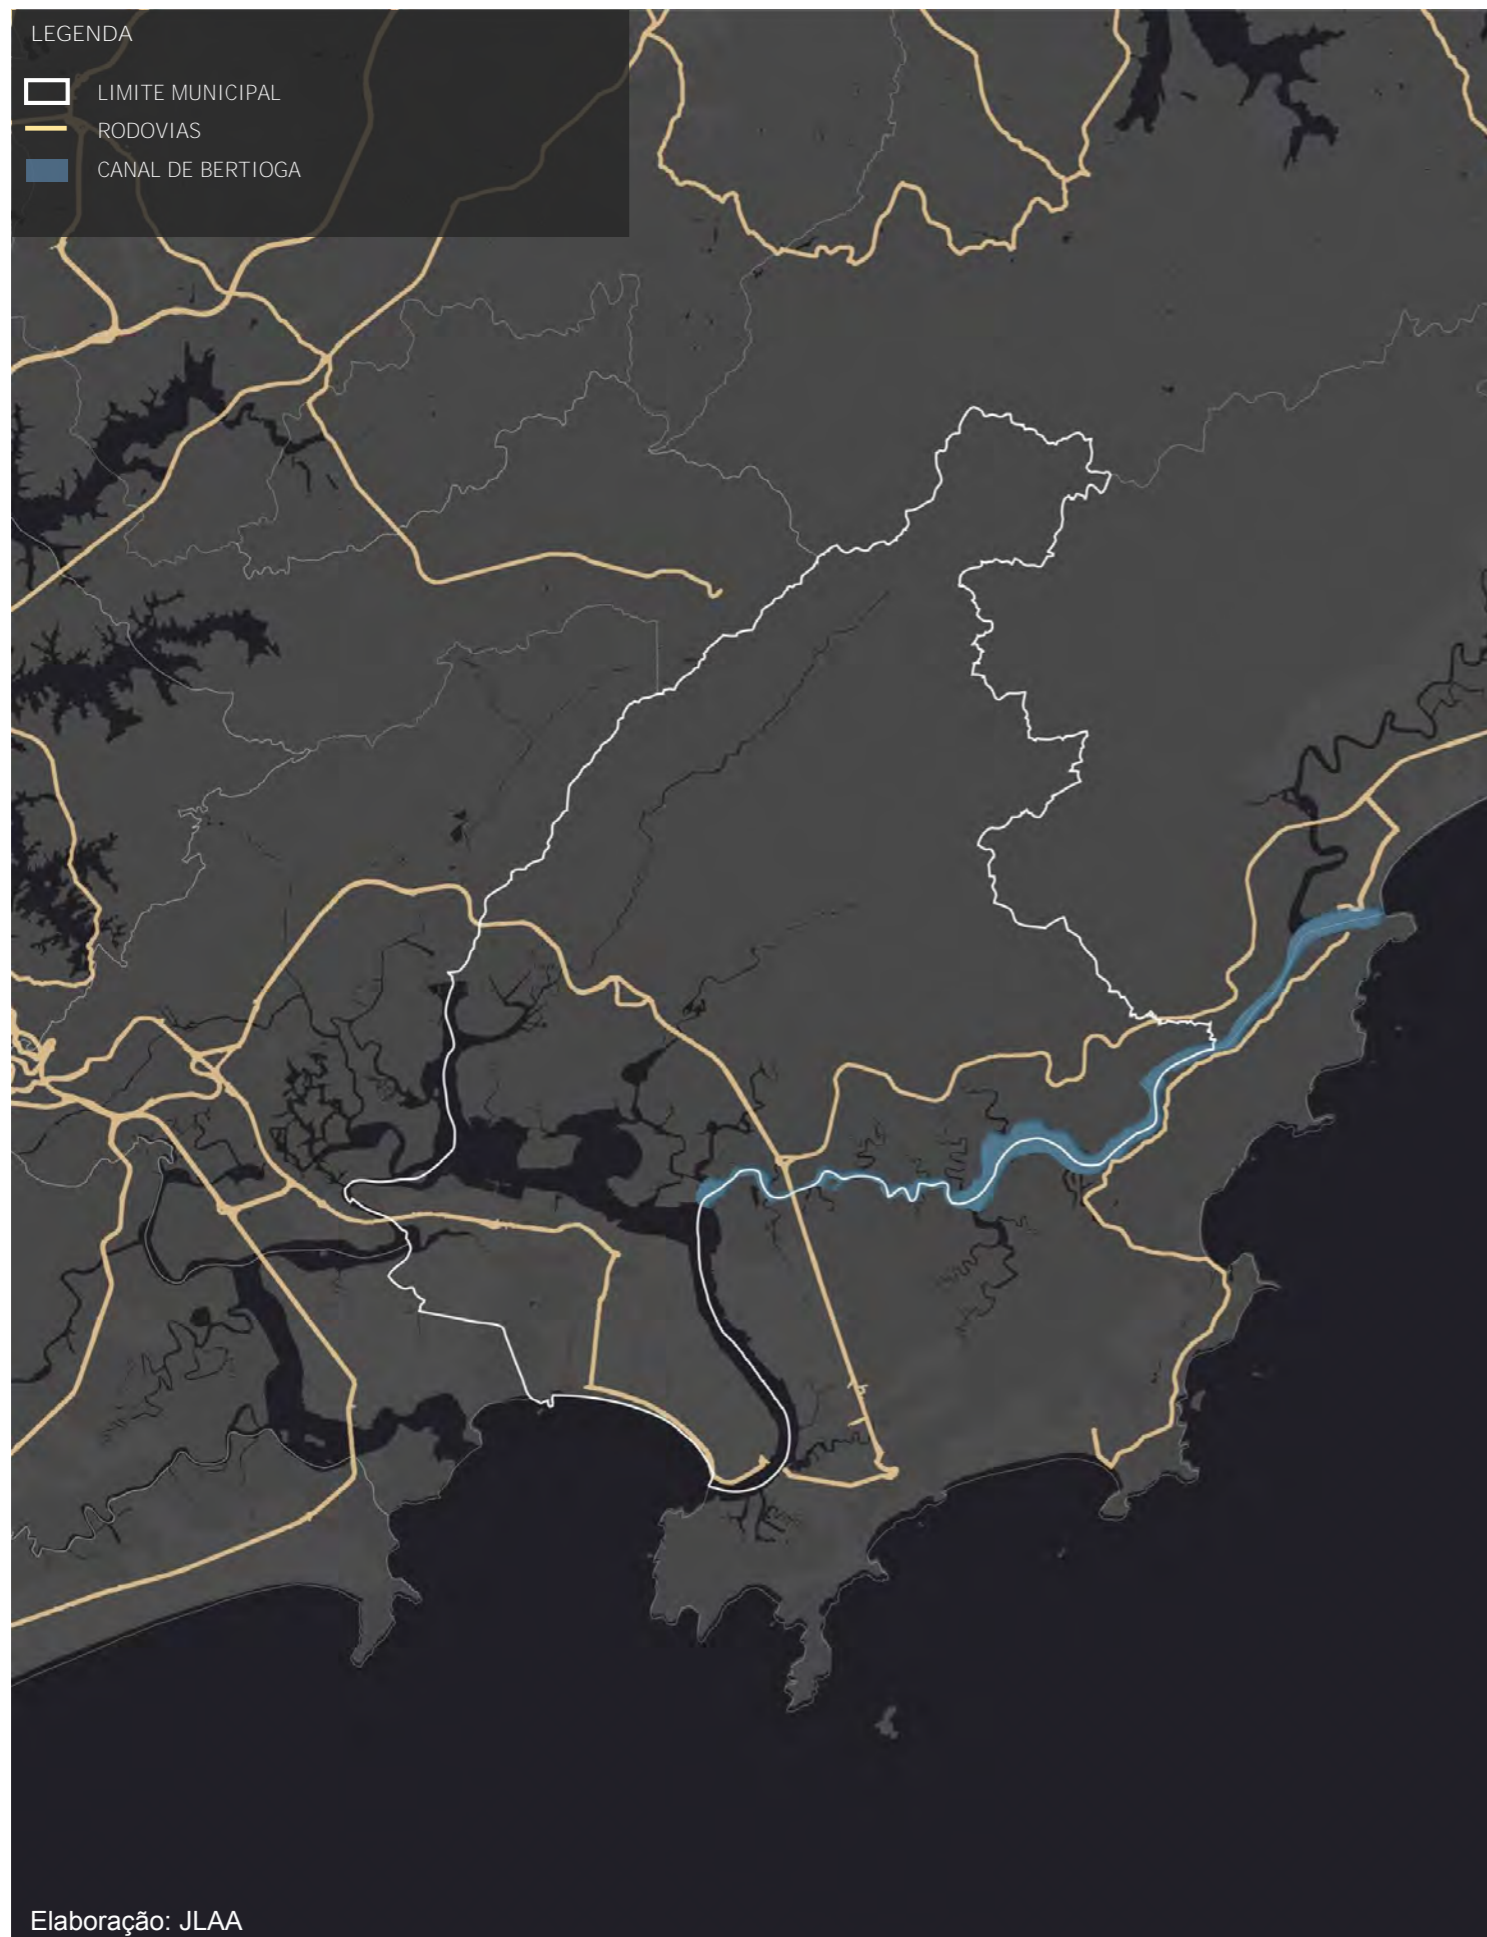 LEGENDA
LIMITE MUNICIPAL
RODOVIAS
CANAL DE BERTIOGA
Elaboração: JLAA